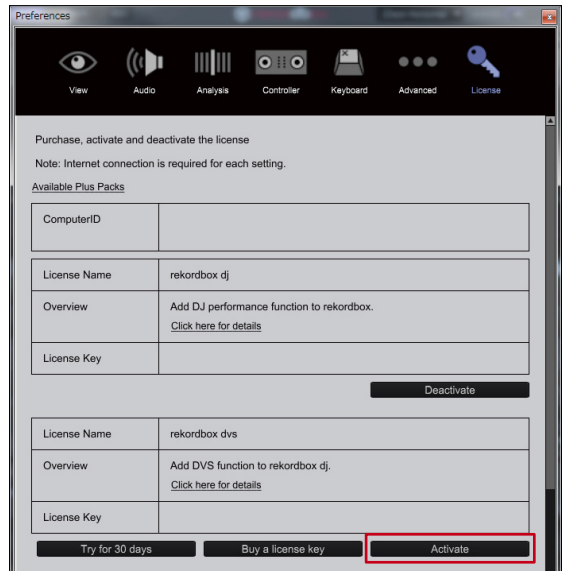 Preferences
View Audio Analysis Controller Keyboard Advanced License
Purchase, activate and deactivate the license
Note: Internet connection is required for each setting.
Available Plus Packs
ComputerID
License Name rekordbox dj
Overview Add DJ performance function to rekordbox.
Click here for details
License Key
Deactivate
License Name rekordbox dvs
Overview Add DVS function to rekordbox dj.
Click here for details
License Key
Try for 30 days Buy a license key Activate